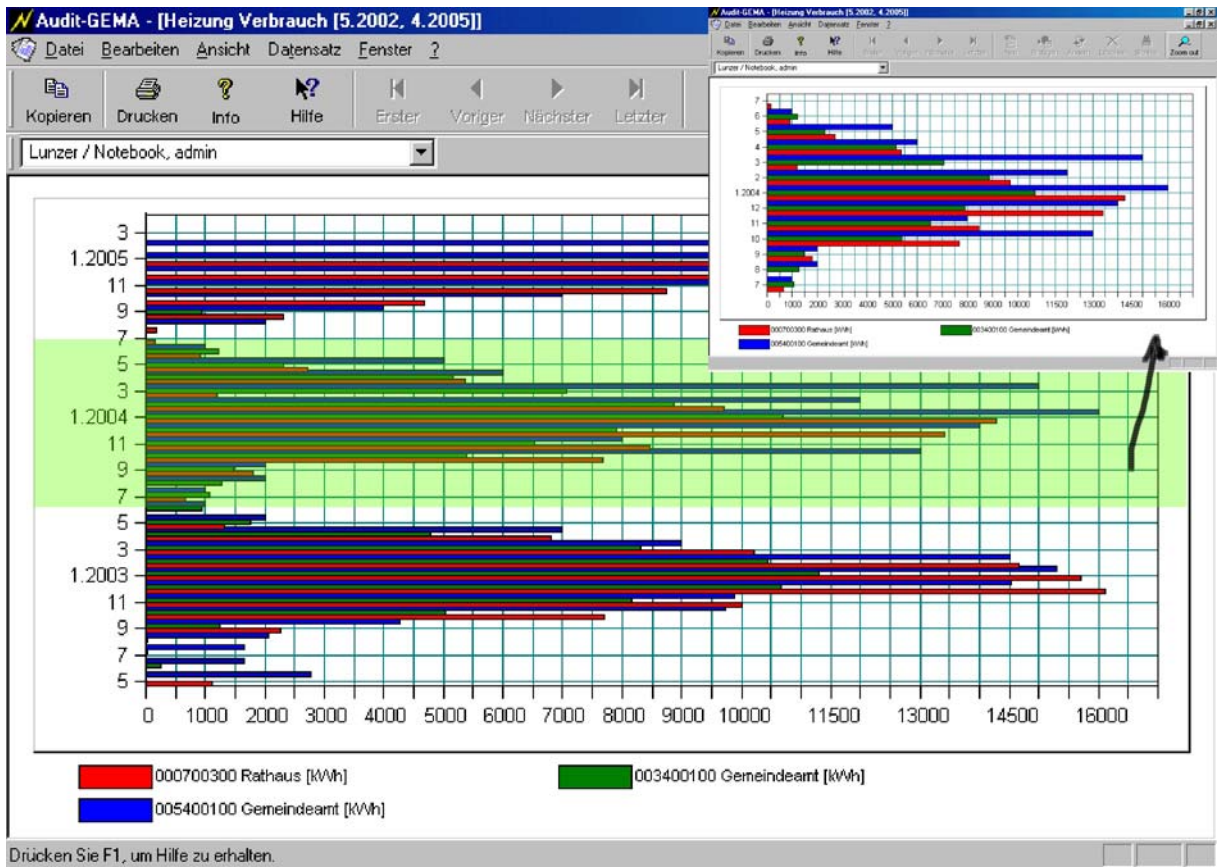 Audit-GEMA - [Heizung Verbrauch [5.2002, 4.2005]]
Datei Bearbeiten Ansicht Datensatz Fenster ?
Kopieren Drucken Info Hilfe Erster Voriger Nächster Letzter
Lunzer / Notebook, admin
3
1.2005
11
9
7
5
3
1.2004
11
9
7
5
3
1.2003
11
9
7
5
0 1000 2000 3000 4000 5000 6000 7000 8000 9000 10000 11500 13000 14500 16000
000700300 Rathaus [kWh] 003400100 Gemeindeamt [kWh]
005400100 Gemeindeamt [kWh]
Drücken Sie F1, um Hilfe zu erhalten.
Audit-GEMA - [Heizung Verbrauch [5.2002, 4.2005]]
Datei Bearbeiten Ansicht Datensatz Fenster ?
Kopieren Drucken Info Hilfe Erster Voriger Nächster Letzter Zoom out
Lunzer / Notebook, admin
7
6
5
4
3
2
1.2004
12
11
10
9
8
7
0 1000 2000 3000 4000 5000 6000 7000 8000 10000 11500 13000 14500 16000
000700300 Rathaus [kWh] 003400100 Gemeindeamt [kWh]
005400100 Gemeindeamt [kWh]